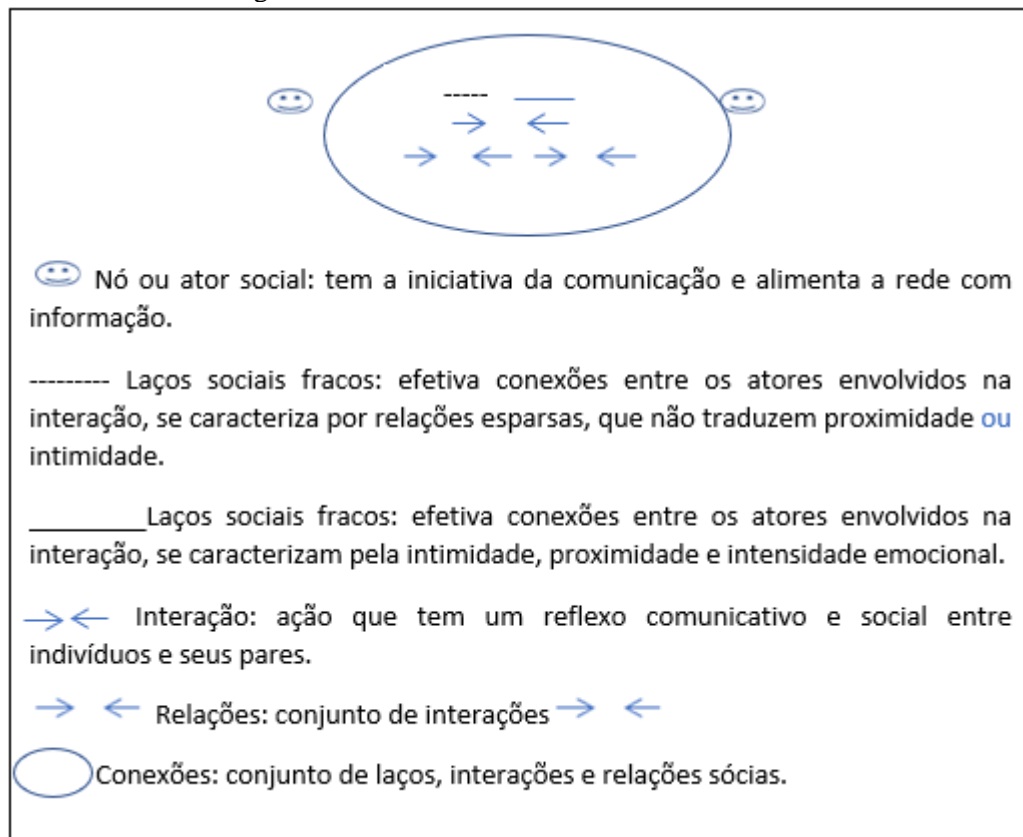 Nó ou ator social: tem a iniciativa da comunicação e alimenta a rede com
informação.
--------- Laços sociais fracos: efetiva conexões entre os atores envolvidos na
interação, se caracteriza por relações esparsas, que não traduzem proximidade ou
intimidade.
_________Laços sociais fracos: efetiva conexões entre os atores envolvidos na
interação, se caracterizam pela intimidade, proximidade e intensidade emocional.
Interação: ação que tem um reflexo comunicativo e social entre
indivíduos e seus pares.
Relações: conjunto de interações
Conexões: conjunto de laços, interações e relações sócias.